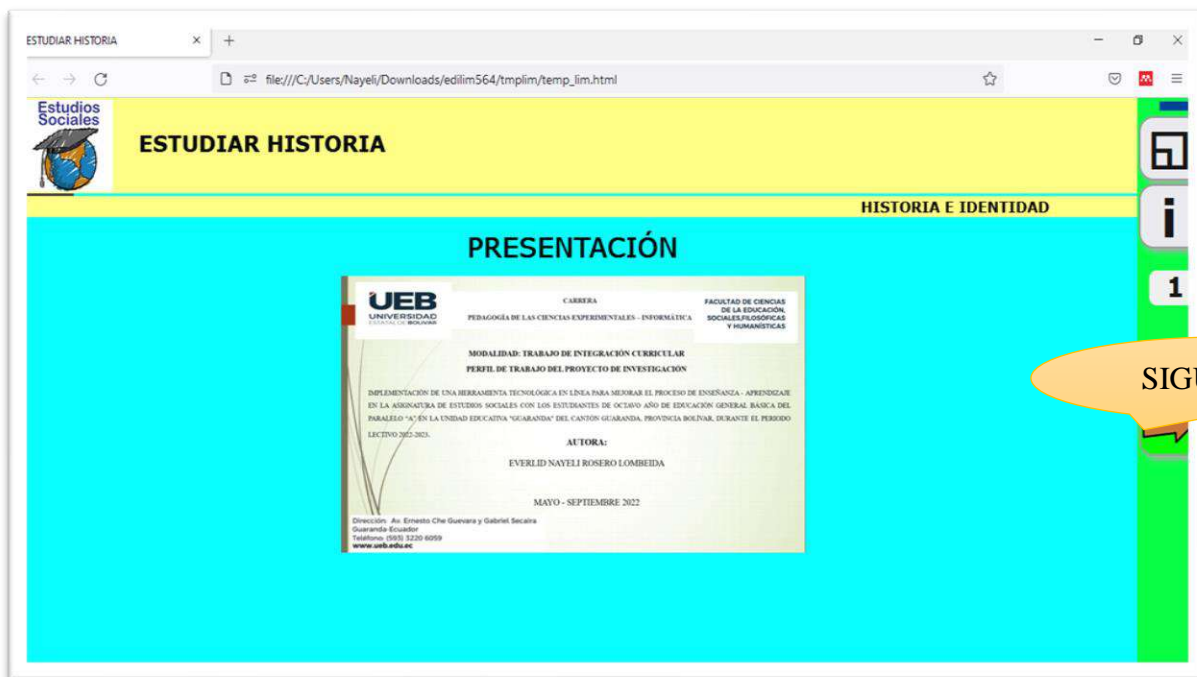 ESTUDIAR HISTORIA
file:///C:/Users/Nayeli/Downloads/edilim564/tmplim/temp_lim.html
Estudios
Sociales
ESTUDIAR HISTORIA
HISTORIA E IDENTIDAD
i
1
PRESENTACIÓN
UEB
UNIVERSIDAD
ESTATAL DE BOLÍVAR
CARRERA
PEDAGOGÍA DE LAS CIENCIAS EXPERIMENTALES - INFORMÁTICA
FACULTAD DE CIENCIAS
DE LA EDUCACIÓN,
SOCIALES,FILOSÓFICAS
Y HUMANÍSTICAS
MODALIDAD: TRABAJO DE INTEGRACIÓN CURRICULAR
PERFIL DE TRABAJO DEL PROYECTO DE INVESTIGACIÓN
IMPLEMENTACIÓN DE UNA HERRAMIENTA TECNOLÓGICA EN LÍNEA PARA MEJORAR EL PROCESO DE ENSEÑANZA - APRENDIZAJE
EN LA ASIGNATURA DE ESTUDIOS SOCIALES CON LOS ESTUDIANTES DE OCTAVO AÑO DE EDUCACIÓN GENERAL BÁSICA DEL
PARALELO "A" EN LA UNIDAD EDUCATIVA "GUARANDA" DEL CANTÓN GUARANDA, PROVINCIA BOLÍVAR, DURANTE EL PERIODO
LECTIVO 2022-2023.
AUTORA:
EVERLID NAYELI ROSERO LOMBEIDA
MAYO - SEPTIEMBRE 2022
Dirección: Av. Ernesto Che Guevara y Gabriel Secaira
Guaranda-Ecuador
Teléfono: (593) 3220 6059
www.ueb.edu.ec